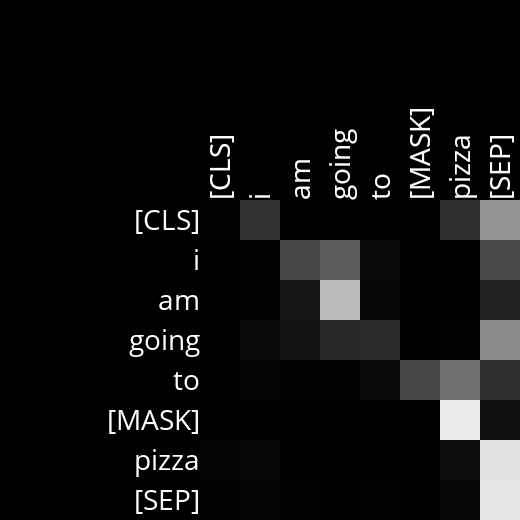 [CLS]
i
am
going
to
[MASK]
pizza
[SEP]
[CLS]
i
am
going
to
[MASK]
pizza
[SEP]